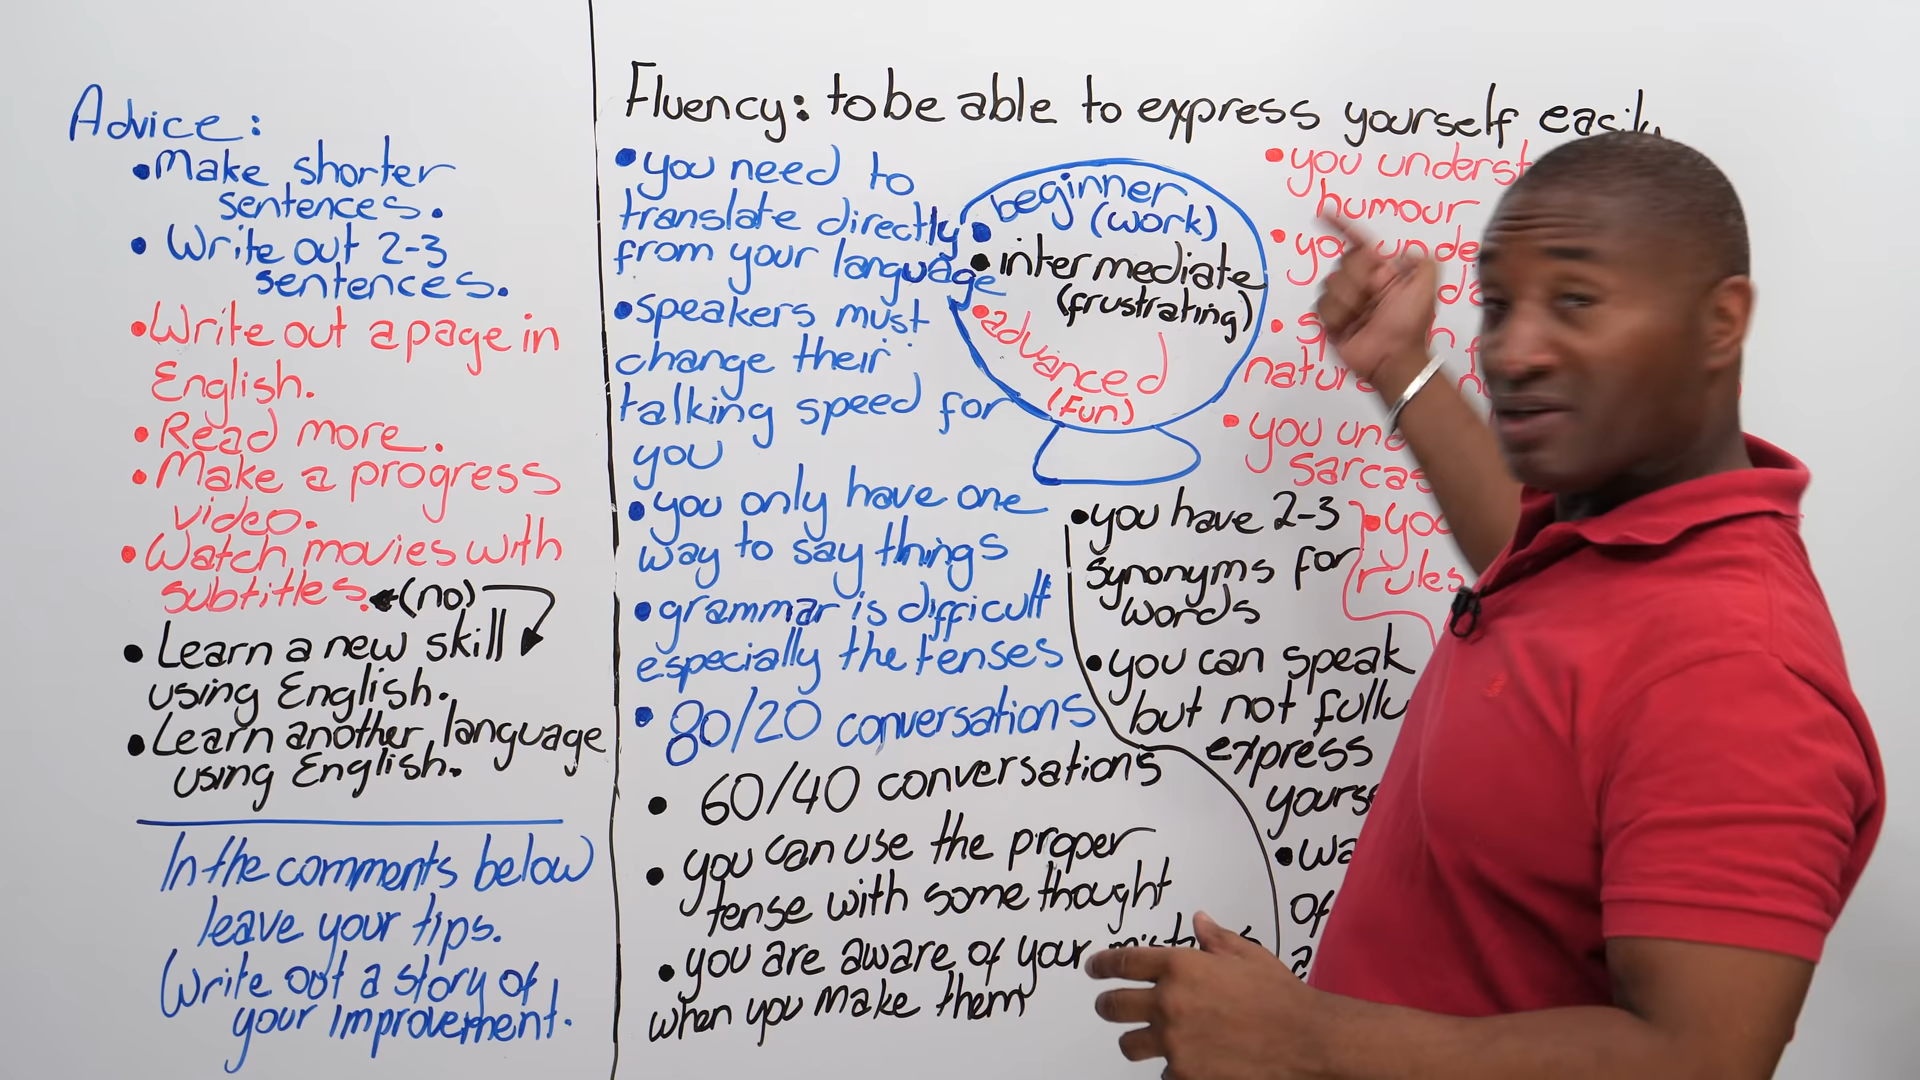 Advice:
•Make shorter
sentences.
• Write out 2-3
sentences.
•Write out a page in
English.
•Read more.
•Make a progress
video.
•Watch movies with
subtitles. (no)
• Learn a new skill
using English.
•Learn another language
using English.
In the comments below
leave your tips.
Write out a story of
your improvement.
Fluency: to be able to express yourself easily
•you need to
translate directly
from your language
•speakers must
change their
talking speed for
you
•you only have one
way to say things
•grammar is difficult
especially the tenses
• 80/20 conversations
• 60/40 conversations
• you can use the proper
tense with some thought
•you are aware of your
when you make them
• beginner
(work)
•intermediate
(frustrating)
•advanced
(fun)
•you have 2-3
synonyms for
words
•you can speak
but not fully
express
•
of
•you
humour
•you
•
•you
•
rules